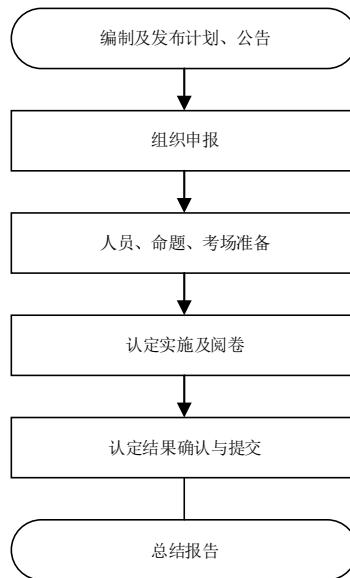 编制及发布计划、公告
组织申报
人员、命题、考场准备
认定实施及阅卷
认定结果确认与提交
总结报告